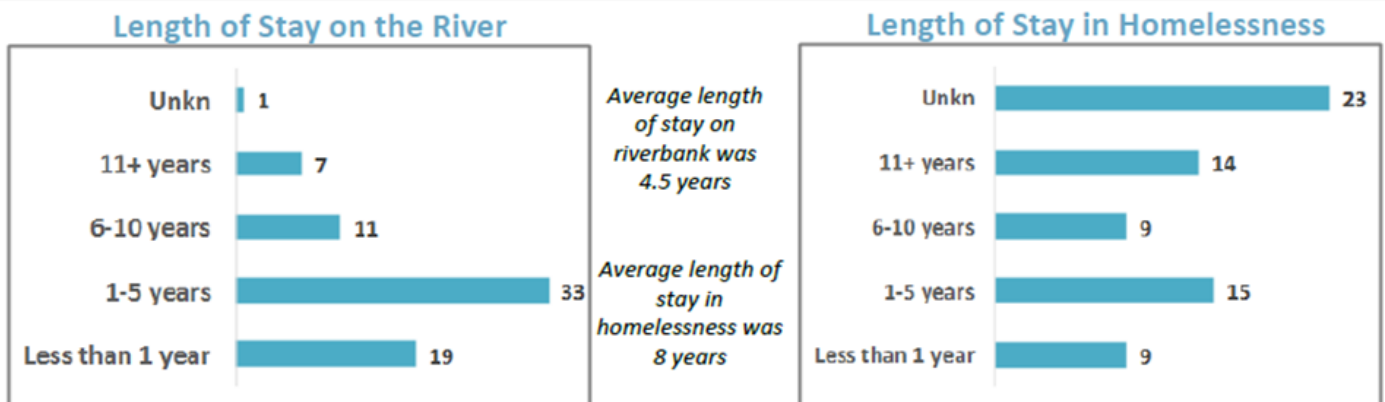 Length of Stay on the River
Unkn 1
11+ years 7
6-10 years 11
1-5 years 33
Less than 1 year 19
Average length
of stay on
riverbank was
4.5 years
Average length of
stay in
homelessness was
8 years
Length of Stay in Homelessness
Unkn 23
11+ years 14
6-10 years 9
1-5 years 15
Less than 1 year 9